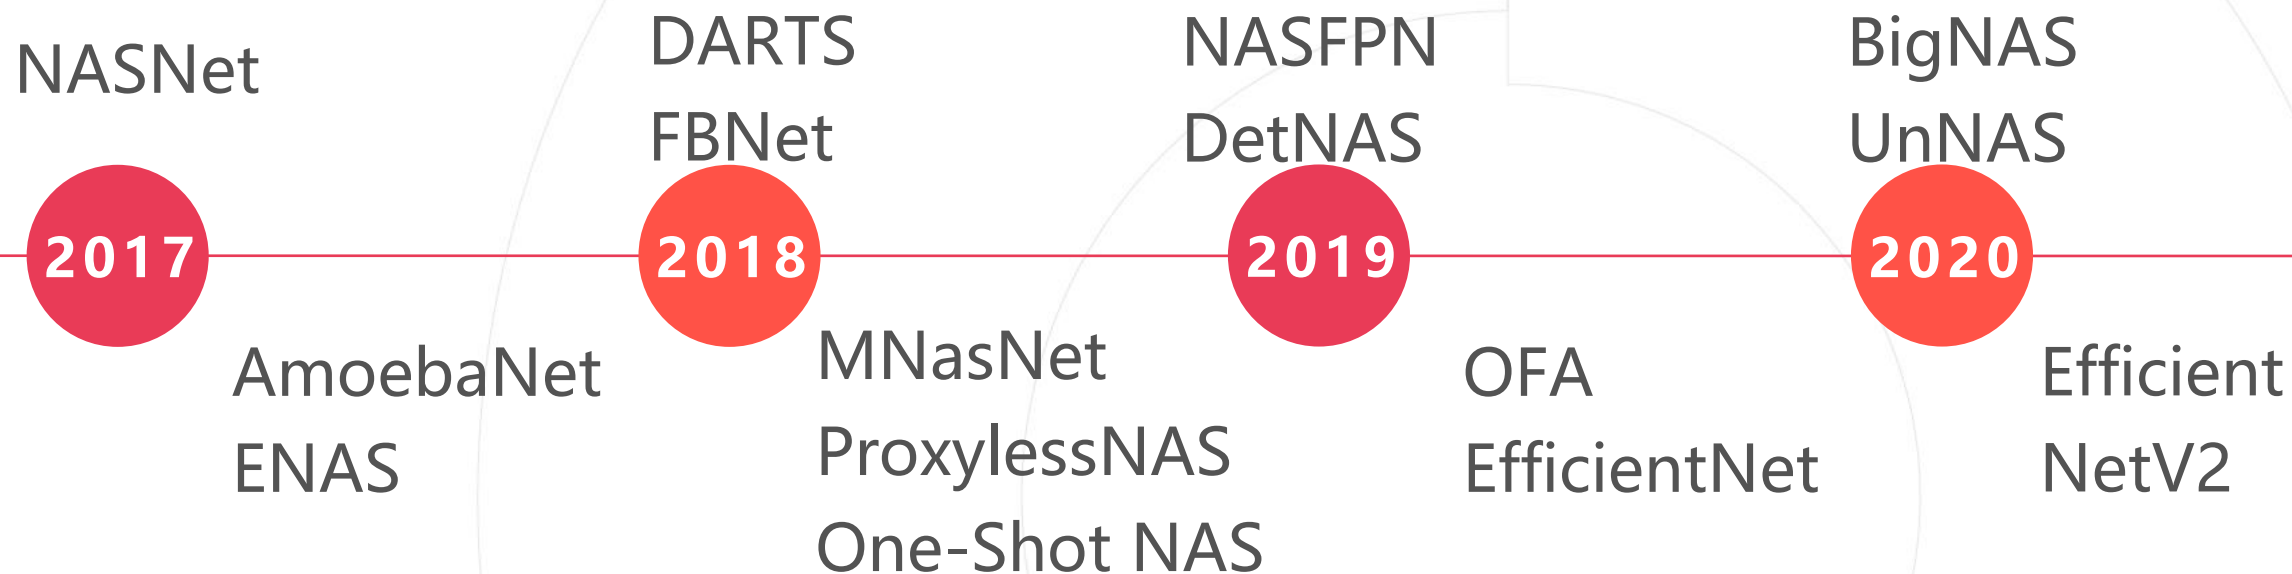 NASNet
2017
AmoebaNet
ENAS
DARTS
FBNet
2018
MNasNet
ProxylessNAS
One-Shot NAS
NASFPN
DetNAS
2019
OFA
EfficientNet
BigNAS
UnNAS
2020
Efficient
NetV2